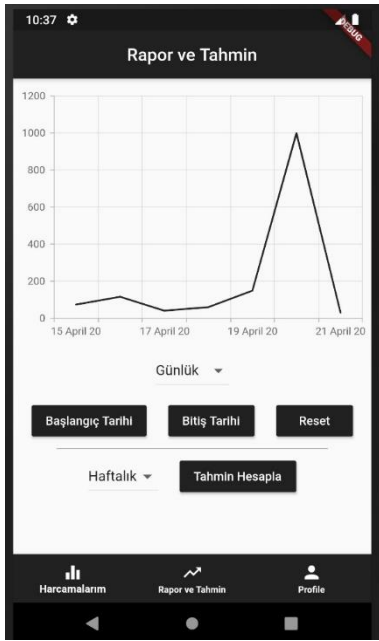 10:37
DEBUG
Rapor ve Tahmin
1200
1000
800
600
400
200
0
15 April 20 17 April 20 19 April 20 21 April 20
Günlük
Başlangıç Tarihi Bitiş Tarihi Reset
Haftalık Tahmin Hesapla
Harcamalarım Rapor ve Tahmin Profile